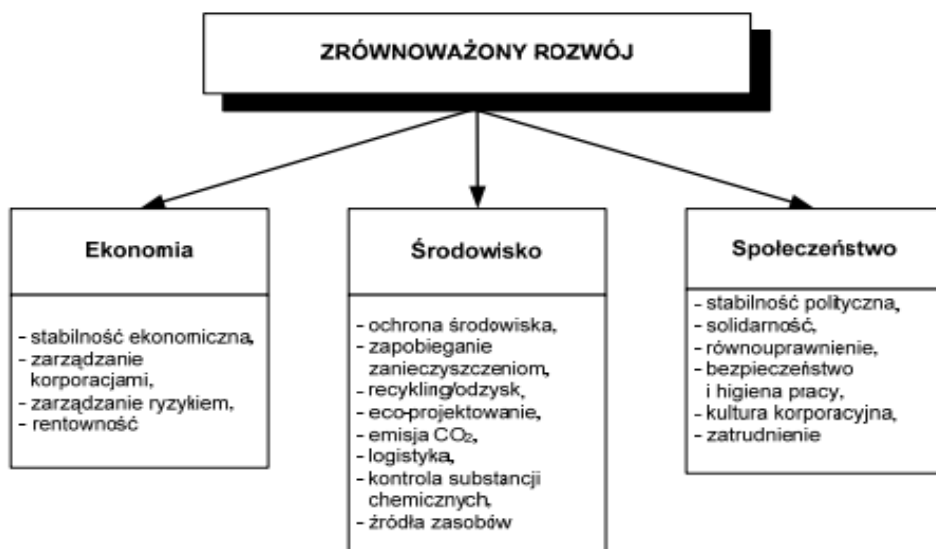 ZRÓWNOWAŻONY ROZWÓJ
Ekonomia
- stabilność ekonomiczna,
- zarządzanie
korporacjami,
- zarządzanie ryzykiem,
- rentowność
Środowisko
- ochrona środowiska,
- zapobieganie
zanieczyszczeniom,
- recykling/odzysk,
- eco-projektowanie,
- emisja CO₂,
- logistyka,
- kontrola substancji
chemicznych,
- źródła zasobów
Społeczeństwo
- stabilność polityczna,
- solidarność,
- równouprawnienie,
- bezpieczeństwo
i higiena pracy,
- kultura korporacyjna,
- zatrudnienie